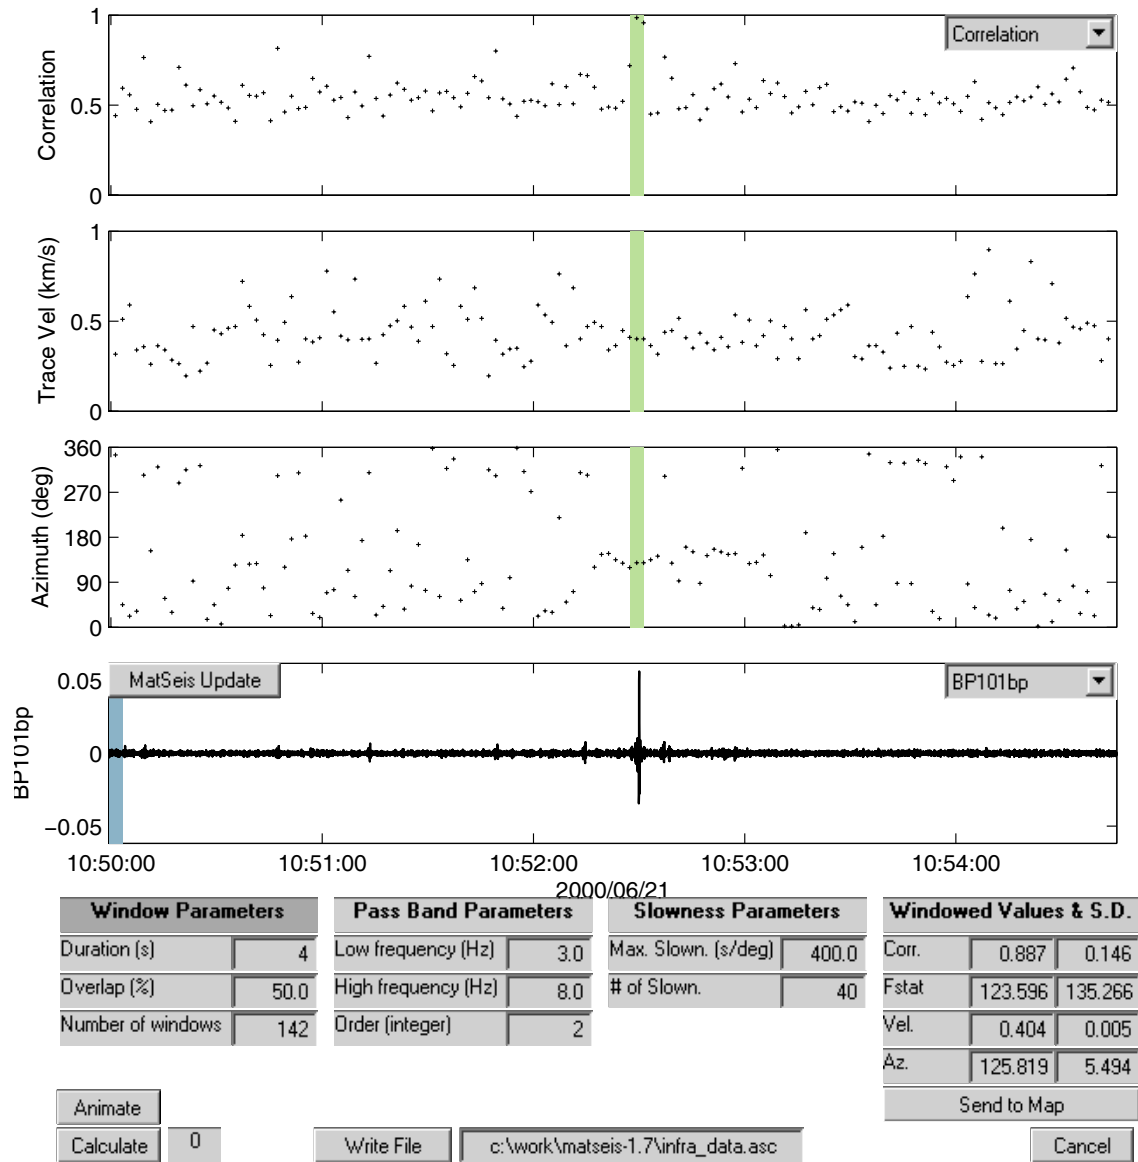 1
Correlation
0.5
0
Correlation
1
Trace Vel (km/s)
0.5
0
360
270
180
90
0
Azimuth (deg)
MatSeis Update
BP101bp
0.05
0
−0.05
BP101bp
10:50:00 10:51:00 10:52:00 10:53:00 10:54:00
2000/06/21
Window Parameters
Duration (s) 4
Overlap (%) 50.0
Number of windows 142
Pass Band Parameters
Low frequency (Hz) 3.0
High frequency (Hz) 8.0
Order (integer) 2
Slowness Parameters
Max. Slown. (s/deg) 400.0
# of Slown. 40
Windowed Values & S.D.
Corr. 0.887 0.146
Fstat 123.596 135.266
Vel. 0.404 0.005
Az. 125.819 5.494
Send to Map
Animate
Calculate 0
Write File c:\work\matseis-1.7\infra_data.asc
Cancel